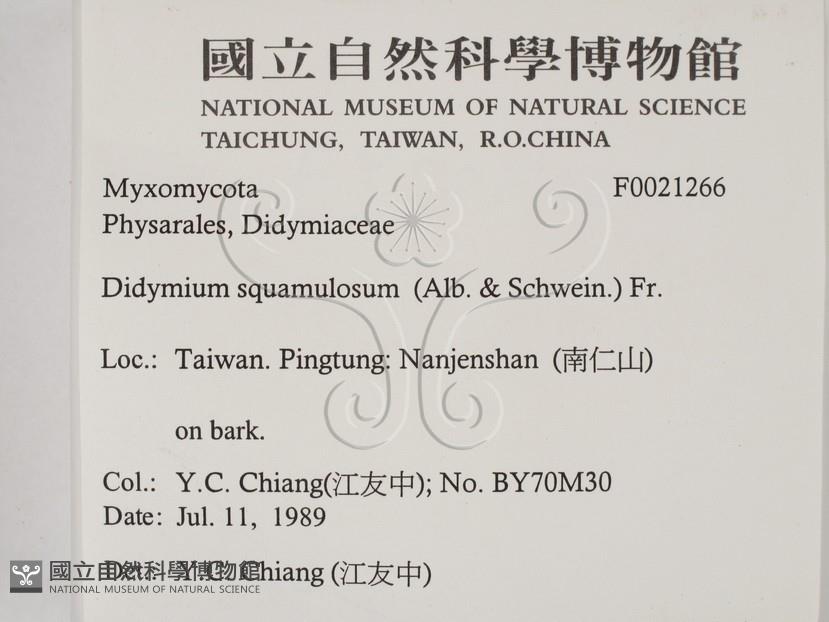 國立自然科學博物館
NATIONAL MUSEUM OF NATURAL SCIENCE
TAICHUNG, TAIWAN, R.O.CHINA
Myxomycota F0021266
Physarales, Didymiaceae
Didymium squamulosum (Alb. & Schwein.) Fr.
Loc.: Taiwan. Pingtung: Nanjenshan (南仁山)
on bark.
Col.: Y.C. Chiang(江友中); No. BY70M30
Date: Jul. 11, 1989
Det.: Y.C. Chiang (江友中)
國立自然科學博物館
NATIONAL MUSEUM OF NATURAL SCIENCE